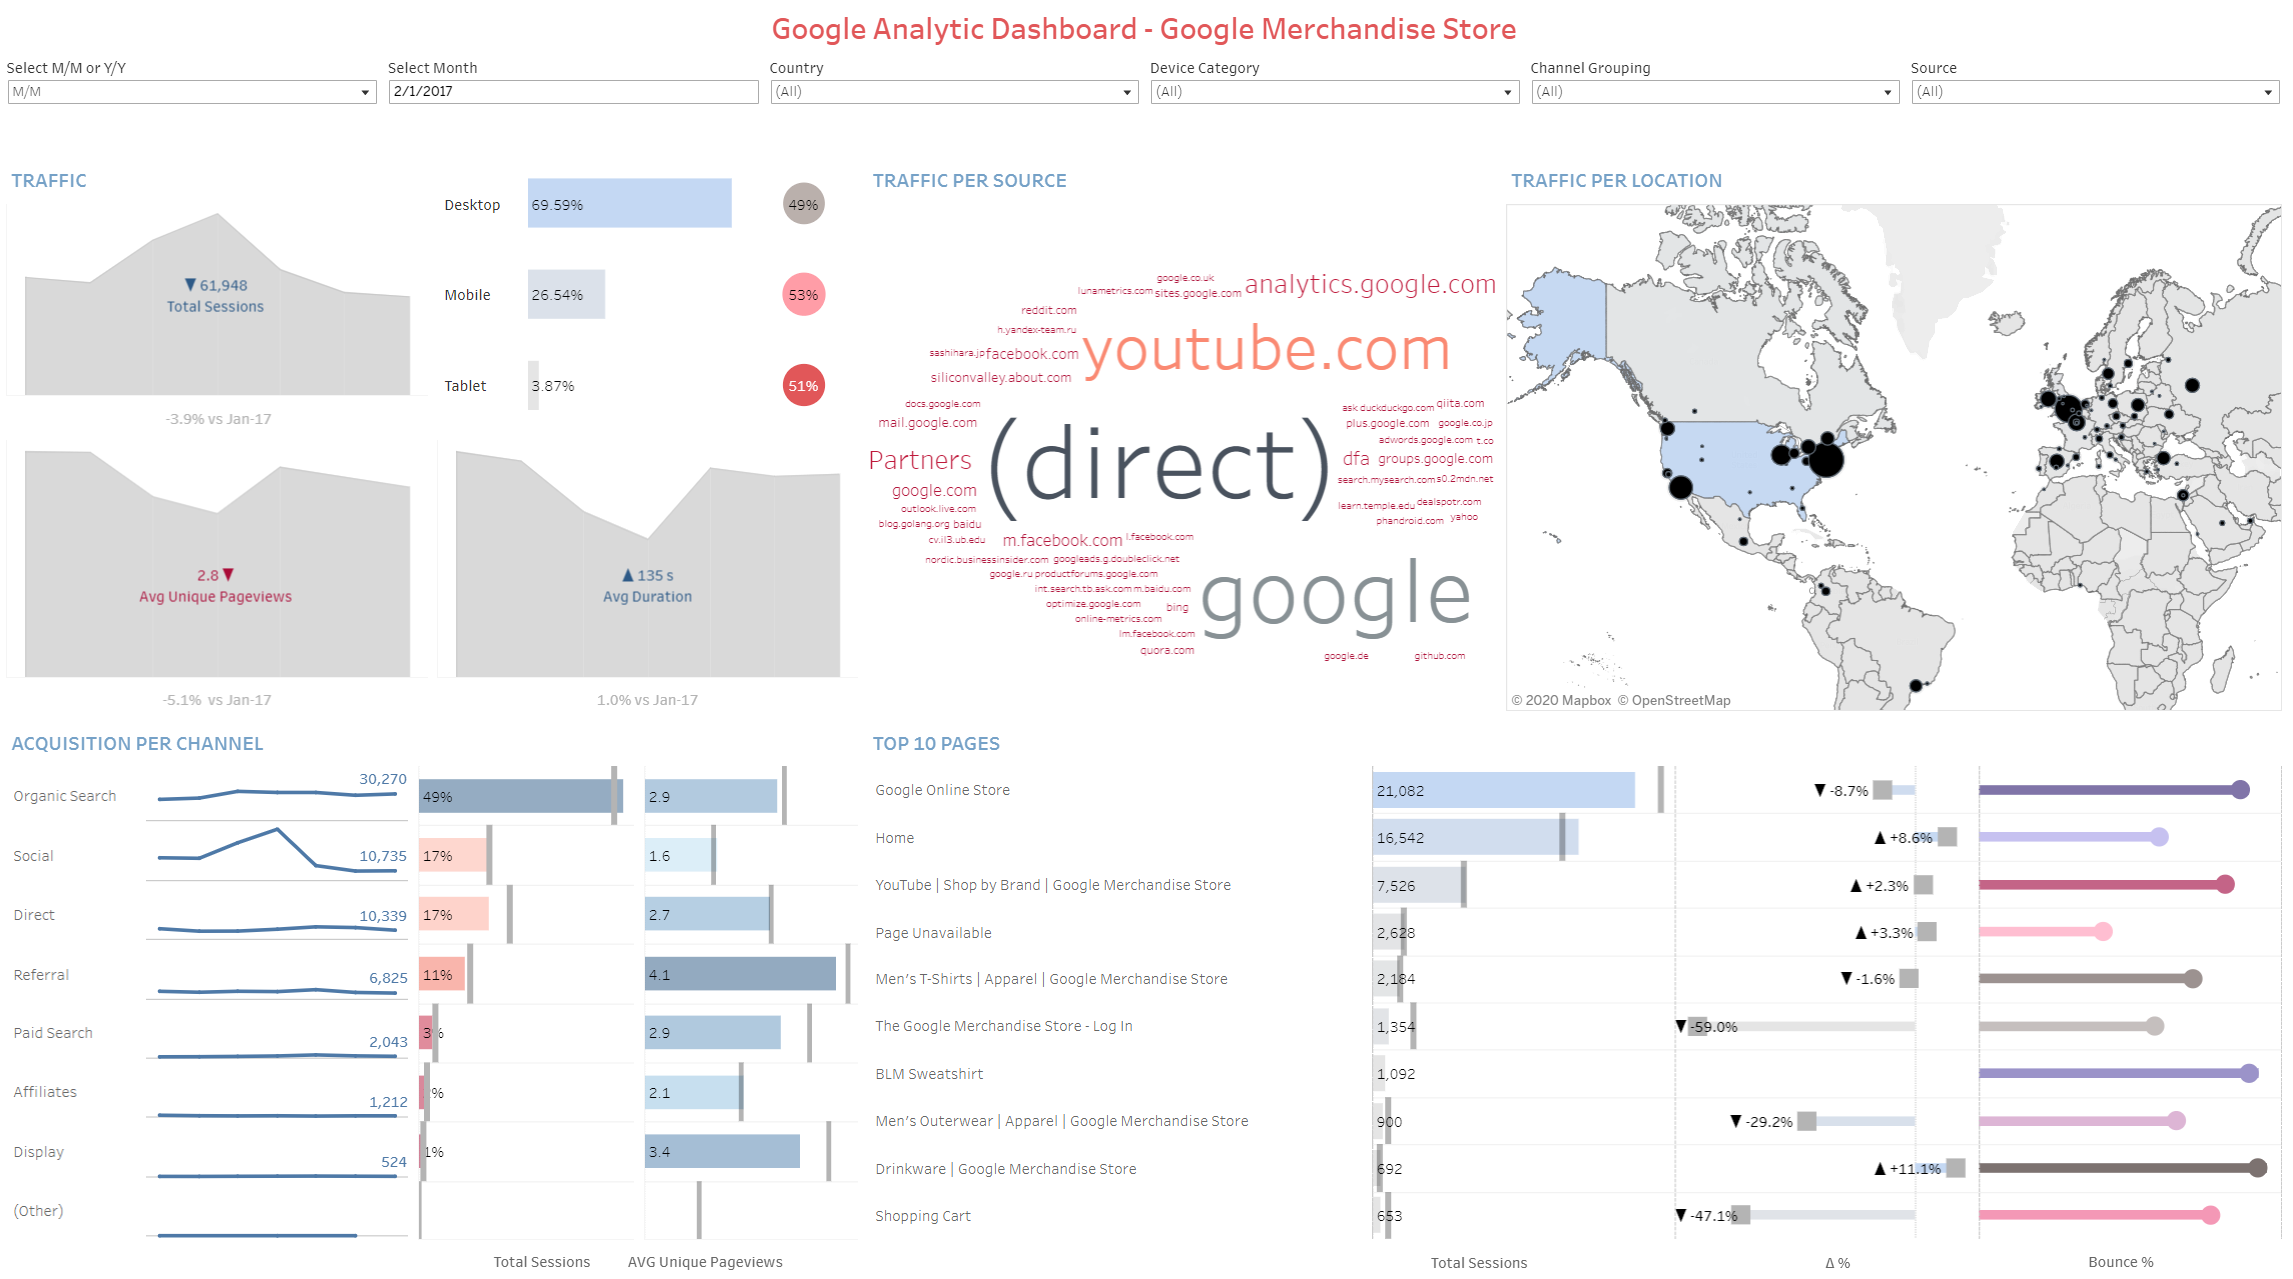 Google Analytic Dashboard - Google Merchandise Store
Select M/M or Y/Y
M/M
Select Month
2/1/2017
Country
(All)
Device Category
(All)
Channel Grouping
(All)
Source
(All)
TRAFFIC
▼ 61,948
Total Sessions
-3.9% vs Jan-17
Desktop
69.59%
49%
Mobile
26.54%
53%
Tablet
3.87%
51%
2.8 ▼
Avg Unique Pageviews
-5.1% vs Jan-17
▲ 135 s
Avg Duration
1.0% vs Jan-17
TRAFFIC PER SOURCE
google.co.uk
lunametrics.com
sites.google.com
analytics.google.com
reddit.com
h.yandex-team.ru
sashihara.jp
facebook.com
youtube.com
siliconvalley.about.com
docs.google.com
mail.google.com
ask
duckduckgo.com
qiita.com
plus.google.com
google.co.jp
adwords.google.com
t.co
Partners
(direct)
dfa
groups.google.com
search.mysearch.com
s0.2mdn.net
google.com
outlook.live.com
learn.temple.edu
dealspotr.com
blog.golang.org
baidu
phandroid.com
yahoo
cv.il3.ub.edu
m.facebook.com
l.facebook.com
nordic.businessinsider.com
googleads.g.doubleclick.net
google.ru
productforums.google.com
int.search.tb.ask.com
m.baidu.com
optimize.google.com
bing
google
online-metrics.com
lm.facebook.com
quora.com
google.de
github.com
TRAFFIC PER LOCATION
© 2020 Mapbox © OpenStreetMap
ACQUISITION PER CHANNEL
Organic Search
30,270
49%
2.9
Social
10,735
17%
1.6
Direct
10,339
17%
2.7
Referral
6,825
11%
4.1
Paid Search
2,043
3%
2.9
Affiliates
1,212
%
2.1
Display
524
1%
3.4
(Other)
Total Sessions
AVG Unique Pageviews
TOP 10 PAGES
Google Online Store
21,082
▼ -8.7%
Home
16,542
▲ +8.6%
YouTube | Shop by Brand | Google Merchandise Store
7,526
▲ +2.3%
Page Unavailable
2,628
▲ +3.3%
Men's T-Shirts | Apparel | Google Merchandise Store
2,184
▼ -1.6%
The Google Merchandise Store - Log In
1,354
▼ -59.0%
BLM Sweatshirt
1,092
Men's Outerwear | Apparel | Google Merchandise Store
900
▼ -29.2%
Drinkware | Google Merchandise Store
692
▲ +11.1%
Shopping Cart
653
▼ -47.1%
Total Sessions
Δ %
Bounce %